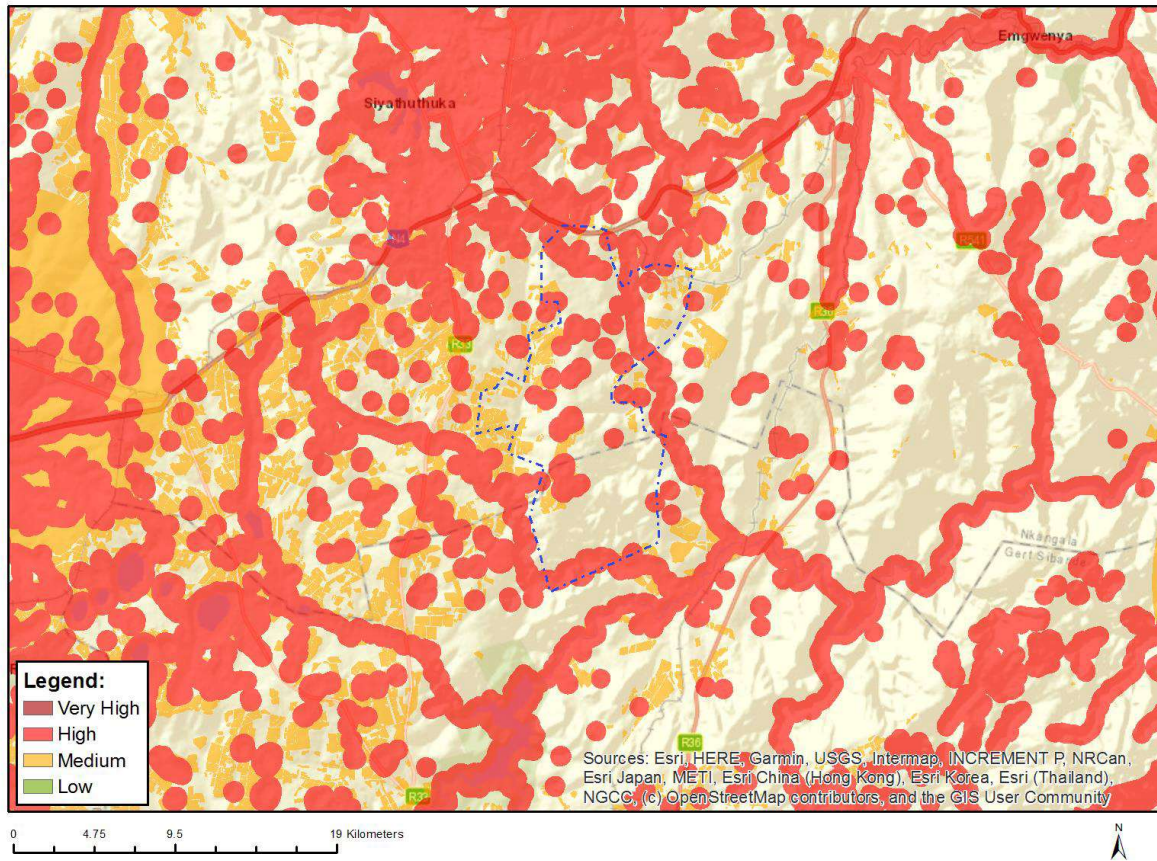 Emgwenya
Siyathuthuka
N4
R541
R36
R33
Nkangala
Gert Sibande
Legend:
Very High
High
Medium
Low
R36
R33
Sources: Esri, HERE, Garmin, USGS, Intermap, INCREMENT P, NRCan,
Esri Japan, METI, Esri China (Hong Kong), Esri Korea, Esri (Thailand),
NGCC, (c) OpenStreetMap contributors, and the GIS User Community
0 4.75 9.5 19 Kilometers
N